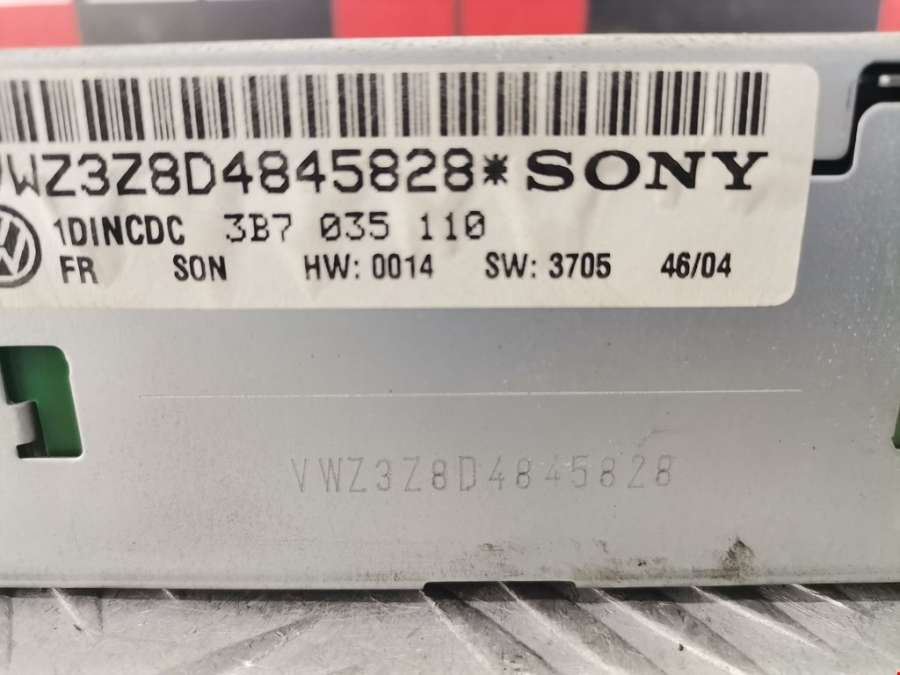 VWZ3Z8D4845828* SONY
1DINCDC 3B7 035 110
FR SON HW: 0014 SW: 3705 46/04
VWZ3Z8D4845828